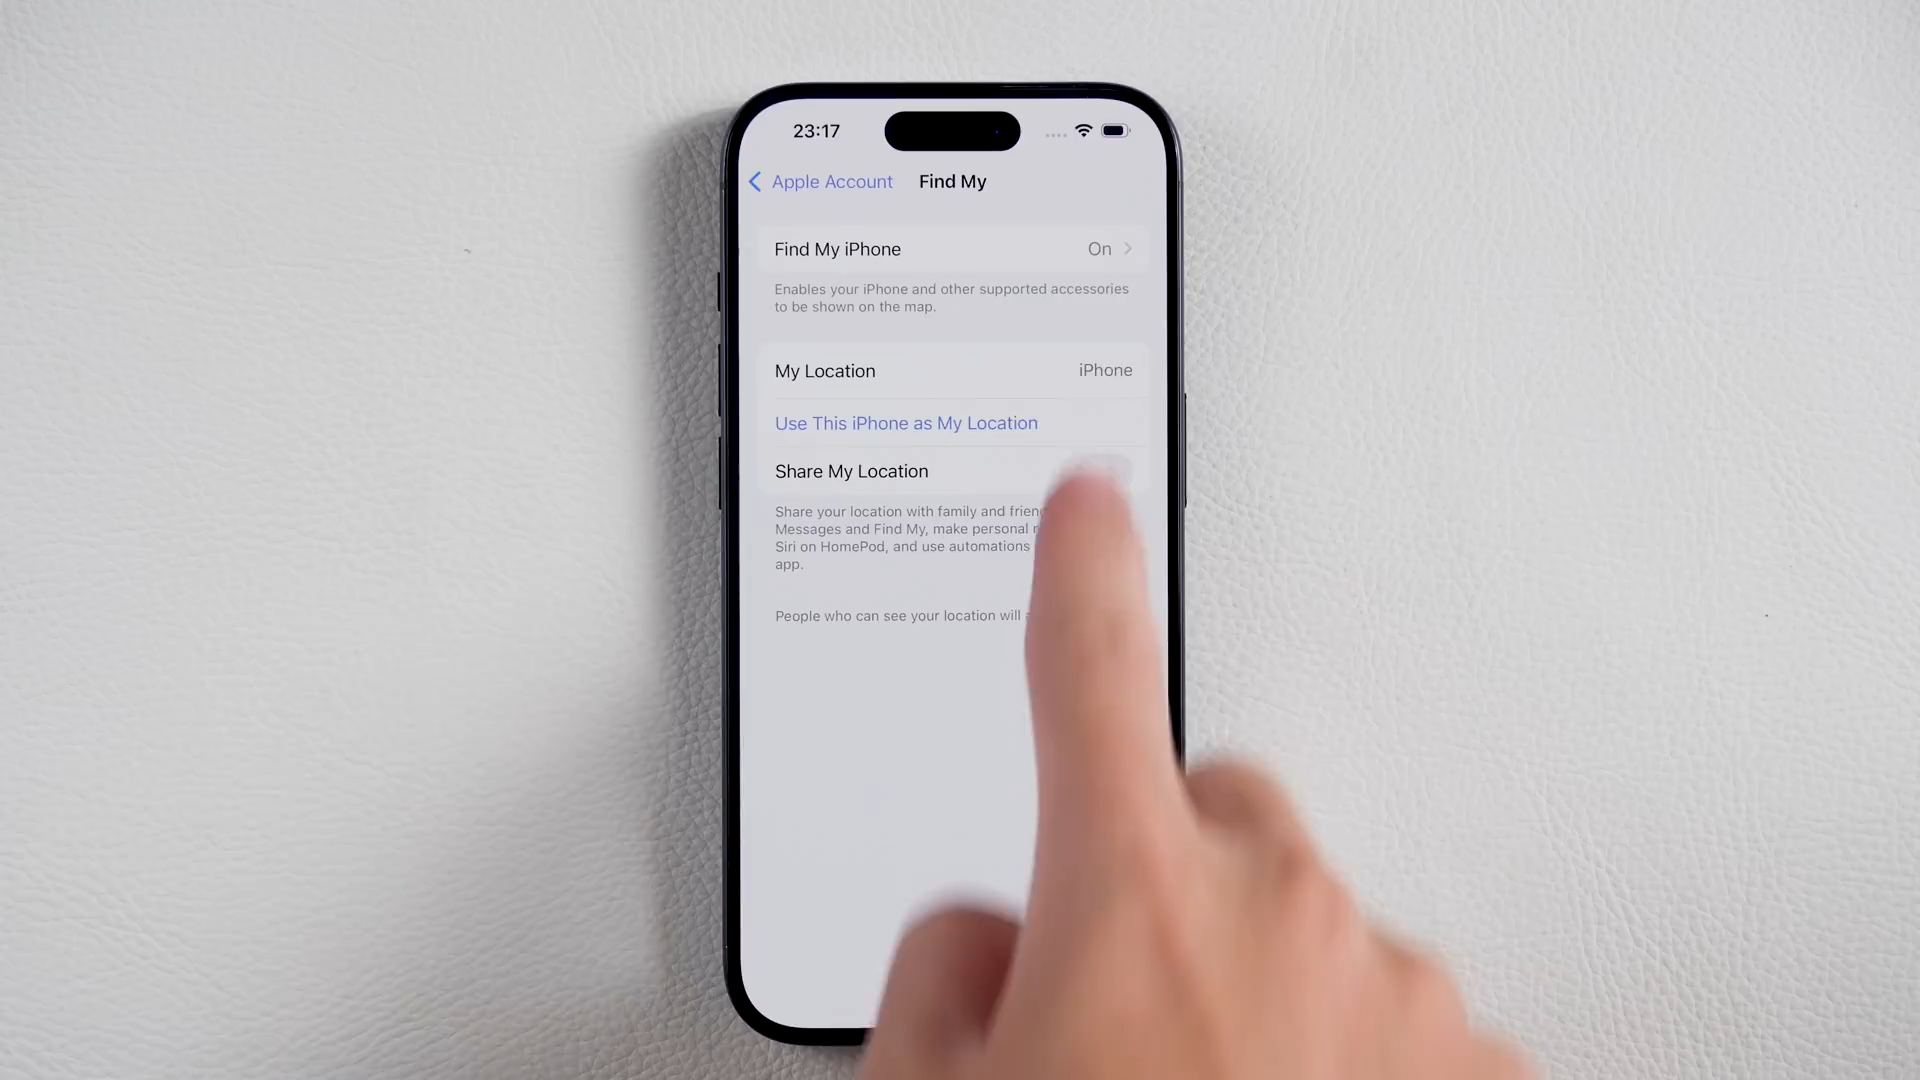 23:17
Apple Account
Find My
Find My iPhone
On
Enables your iPhone and other supported accessories
to be shown on the map.
My Location
iPhone
Use This iPhone as My Location
Share My Location
Share your location with family and
Messages and Find My, make personal
Siri on HomePod, and use automations
app.
People who can see your location will